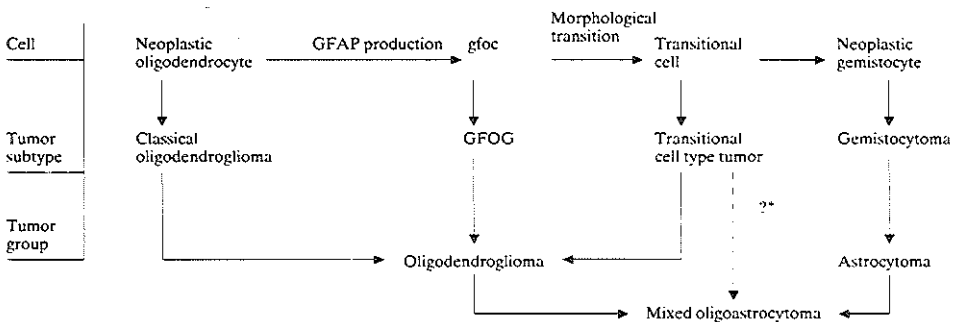 Morphological
transition
Cell
Neoplastic
oligodendrocyte
GFAP production
gfoc
Transitional
cell
Neoplastic
gemistocyte
Tumor
subtype
Classical
oligodendroglioma
GFOG
Transitional
cell type tumor
Gemistocytoma
?*
Tumor
group
Oligodendroglioma
Astrocytoma
Mixed oligoastrocytoma